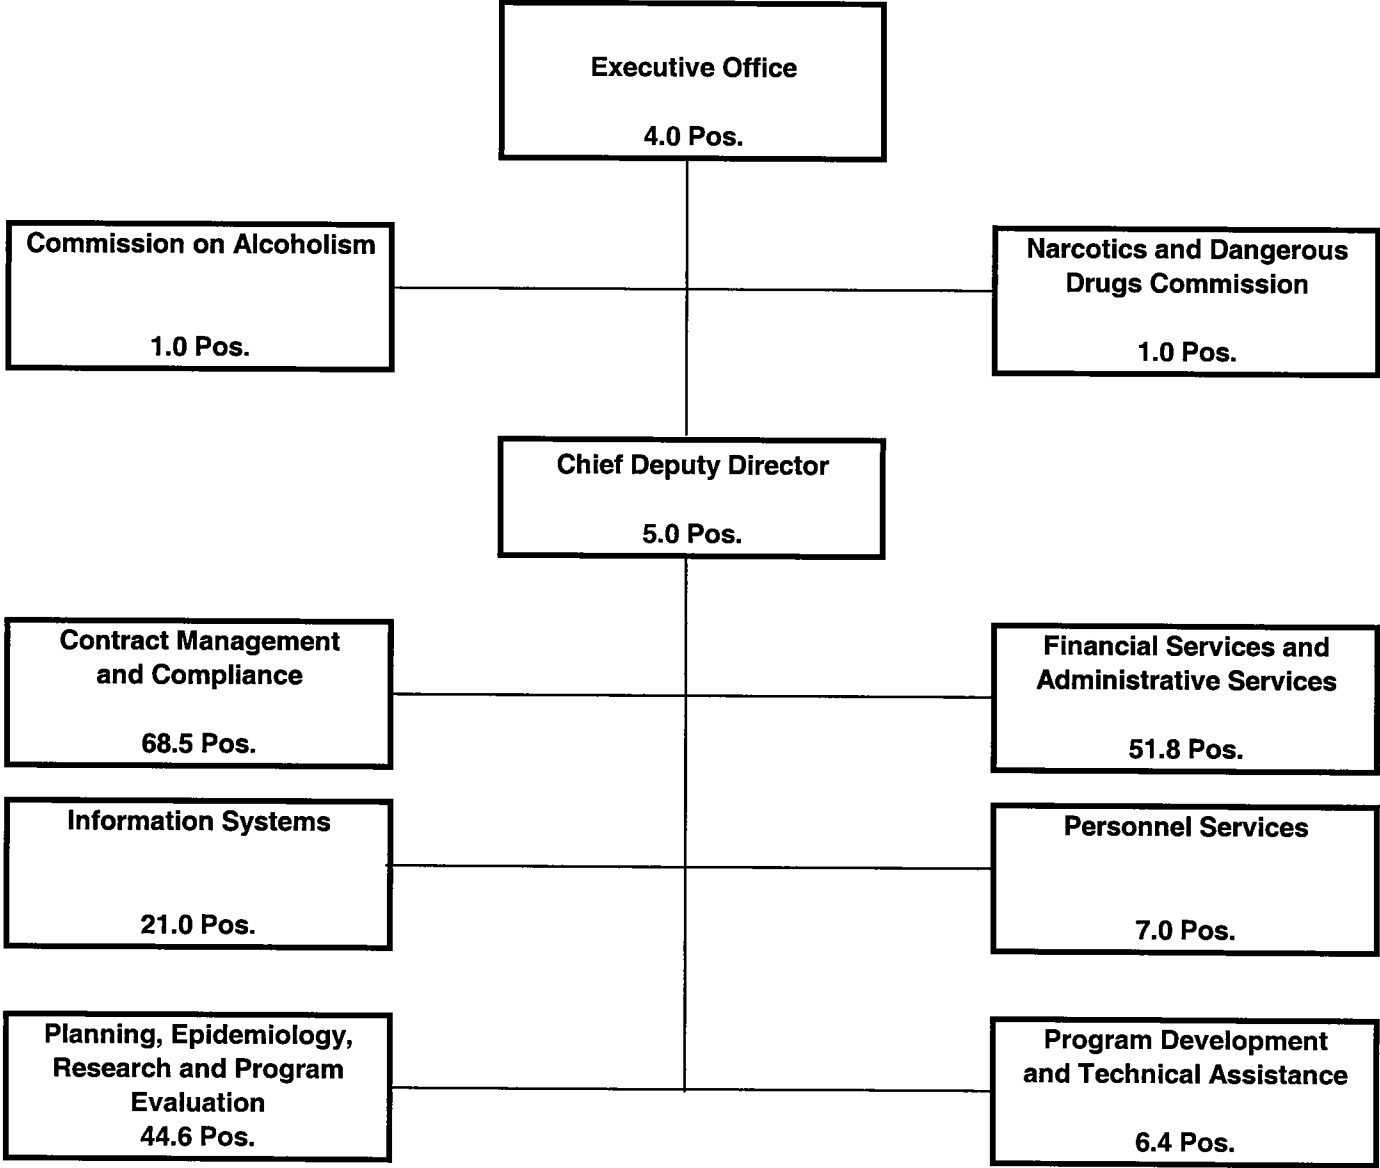 Executive Office
4.0 Pos.
Commission on Alcoholism
1.0 Pos.
Narcotics and Dangerous
Drugs Commission
1.0 Pos.
Chief Deputy Director
5.0 Pos.
Contract Management
and Compliance
68.5 Pos.
Financial Services and
Administrative Services
51.8 Pos.
Information Systems
21.0 Pos.
Personnel Services
7.0 Pos.
Planning, Epidemiology,
Research and Program
Evaluation
44.6 Pos.
Program Development
and Technical Assistance
6.4 Pos.